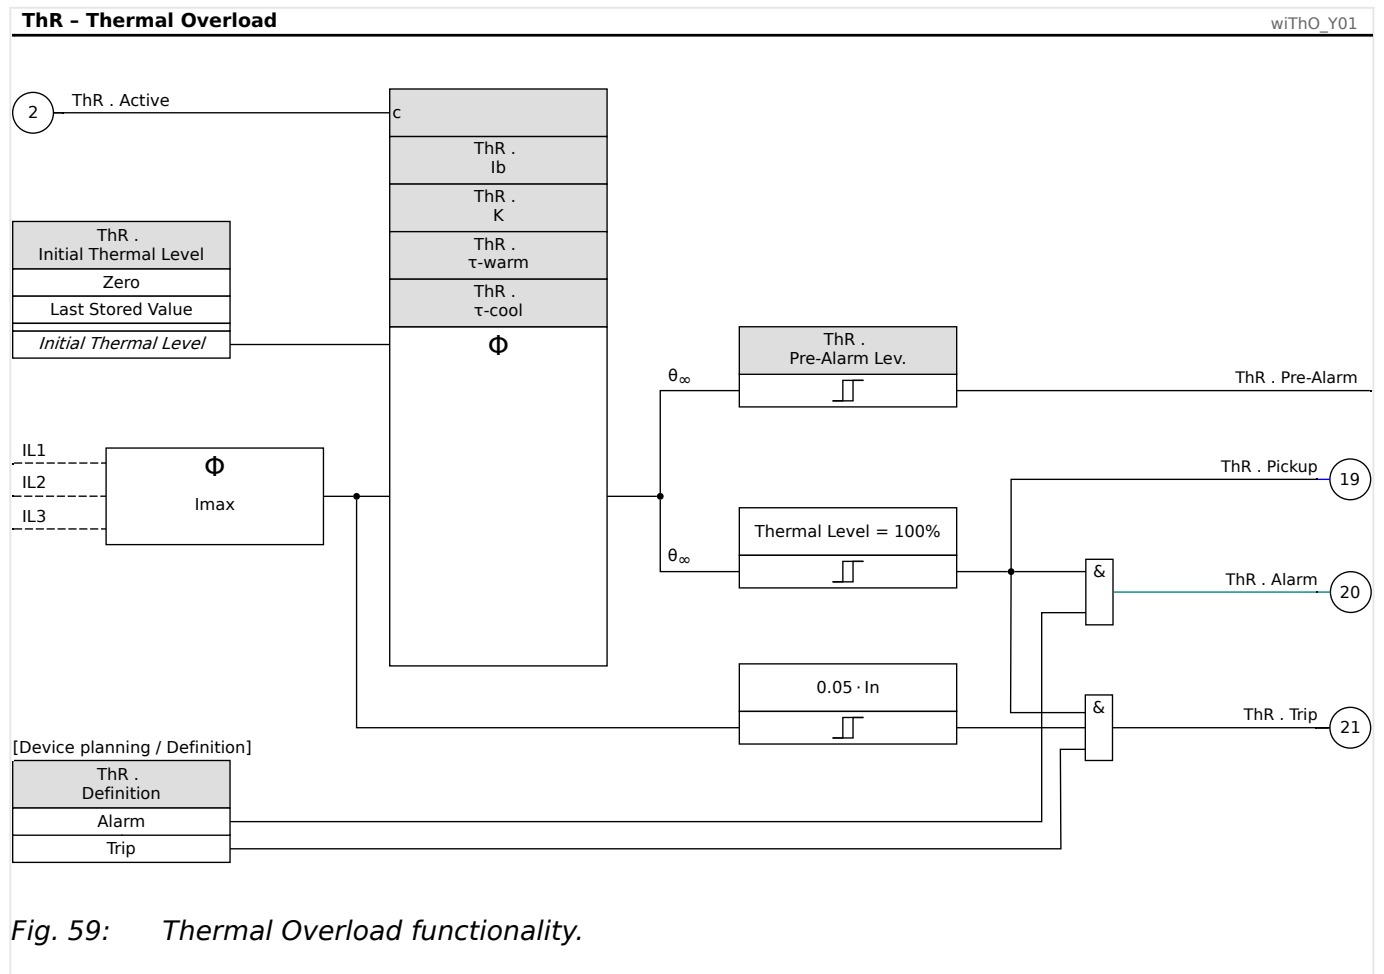 ThR – Thermal Overload
wiThO_Y01
2
ThR . Active
c
ThR .
Ib
ThR .
K
ThR .
τ-warm
ThR .
τ-cool
Φ
ThR .
Initial Thermal Level
Zero
Last Stored Value
Initial Thermal Level
ThR .
Pre-Alarm Lev.
θ∞
ThR . Pre-Alarm
IL1
IL2
IL3
Φ
Imax
ThR . Pickup
19
Thermal Level = 100%
θ∞
&
ThR . Alarm
20
0.05 · In
&
ThR . Trip
21
[Device planning / Definition]
ThR .
Definition
Alarm
Trip
Fig. 59: Thermal Overload functionality.